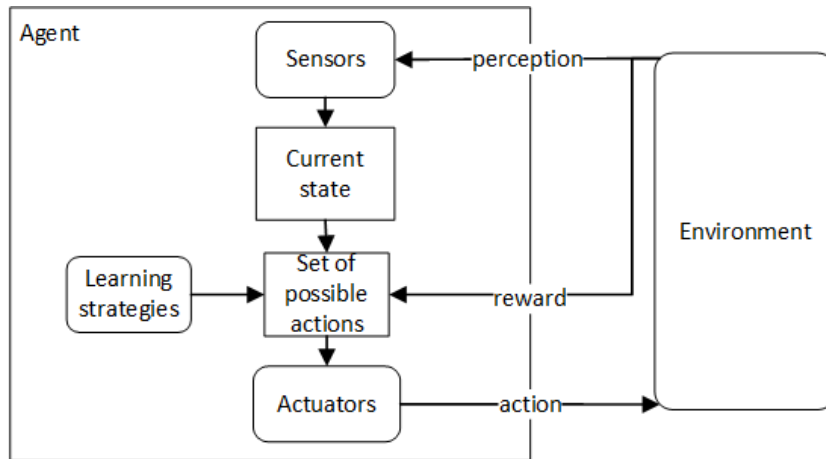 Agent
Sensors
perception
Current
state
Environment
Learning
strategies
Set of
possible
actions
reward
Actuators
action